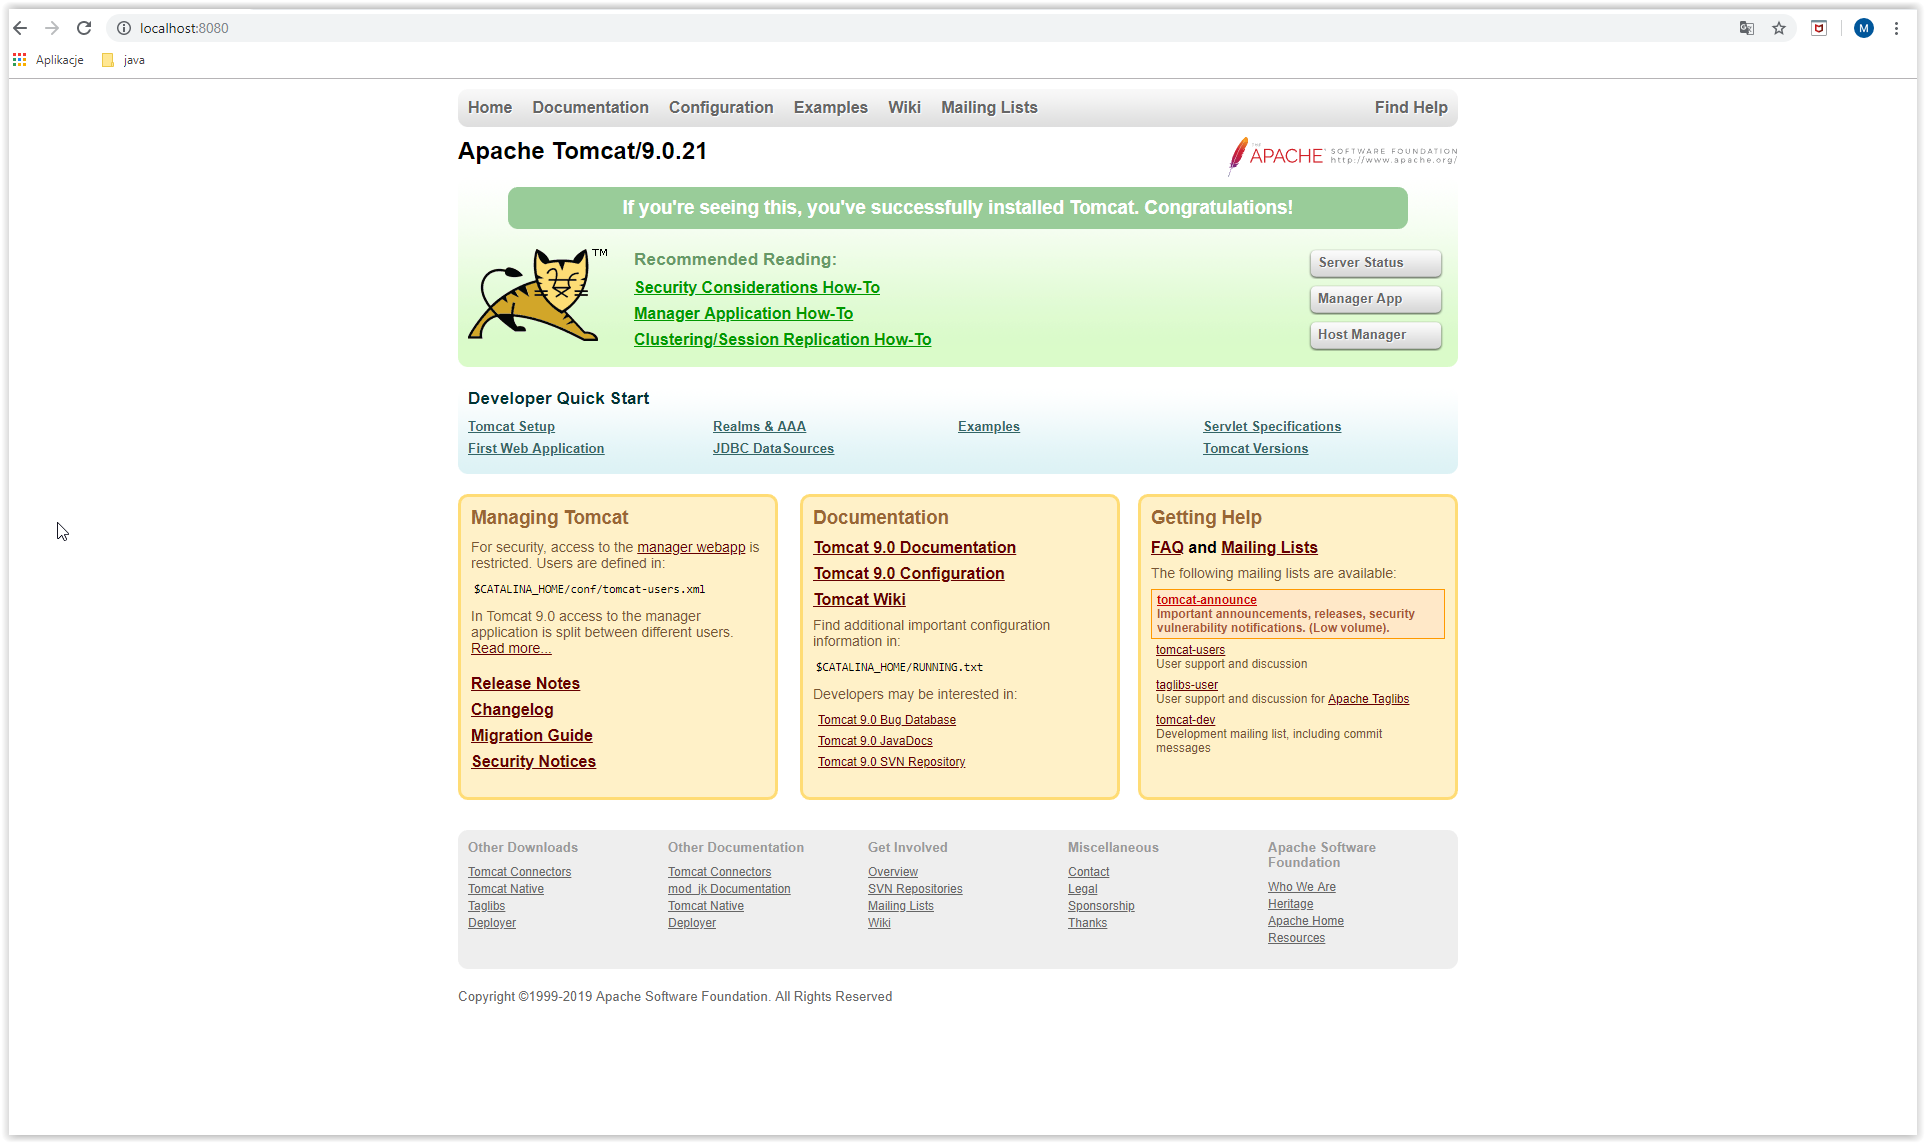 localhost:8080
M
Aplikacje java
Home Documentation Configuration Examples Wiki Mailing Lists Find Help
Apache Tomcat/9.0.21
THE
APACHE SOFTWARE FOUNDATION
http://www.apache.org/
If you're seeing this, you've successfully installed Tomcat. Congratulations!
TM
Recommended Reading:
Security Considerations How-To
Manager Application How-To
Clustering/Session Replication How-To
Server Status
Manager App
Host Manager
Developer Quick Start
Tomcat Setup
First Web Application
Realms & AAA
JDBC DataSources
Examples
Servlet Specifications
Tomcat Versions
Managing Tomcat
For security, access to the manager webapp is
restricted. Users are defined in:
$CATALINA_HOME/conf/tomcat-users.xml
In Tomcat 9.0 access to the manager
application is split between different users.
Read more...
Release Notes
Changelog
Migration Guide
Security Notices
Documentation
Tomcat 9.0 Documentation
Tomcat 9.0 Configuration
Tomcat Wiki
Find additional important configuration
information in:
$CATALINA_HOME/RUNNING.txt
Developers may be interested in:
Tomcat 9.0 Bug Database
Tomcat 9.0 JavaDocs
Tomcat 9.0 SVN Repository
Getting Help
FAQ and Mailing Lists
The following mailing lists are available:
tomcat-announce
Important announcements, releases, security
vulnerability notifications. (Low volume).
tomcat-users
User support and discussion
taglibs-user
User support and discussion for Apache Taglibs
tomcat-dev
Development mailing list, including commit
messages
Other Downloads
Tomcat Connectors
Tomcat Native
Taglibs
Deployer
Other Documentation
Tomcat Connectors
mod_jk Documentation
Tomcat Native
Deployer
Get Involved
Overview
SVN Repositories
Mailing Lists
Wiki
Miscellaneous
Contact
Legal
Sponsorship
Thanks
Apache Software
Foundation
Who We Are
Heritage
Apache Home
Resources
Copyright ©1999-2019 Apache Software Foundation. All Rights Reserved